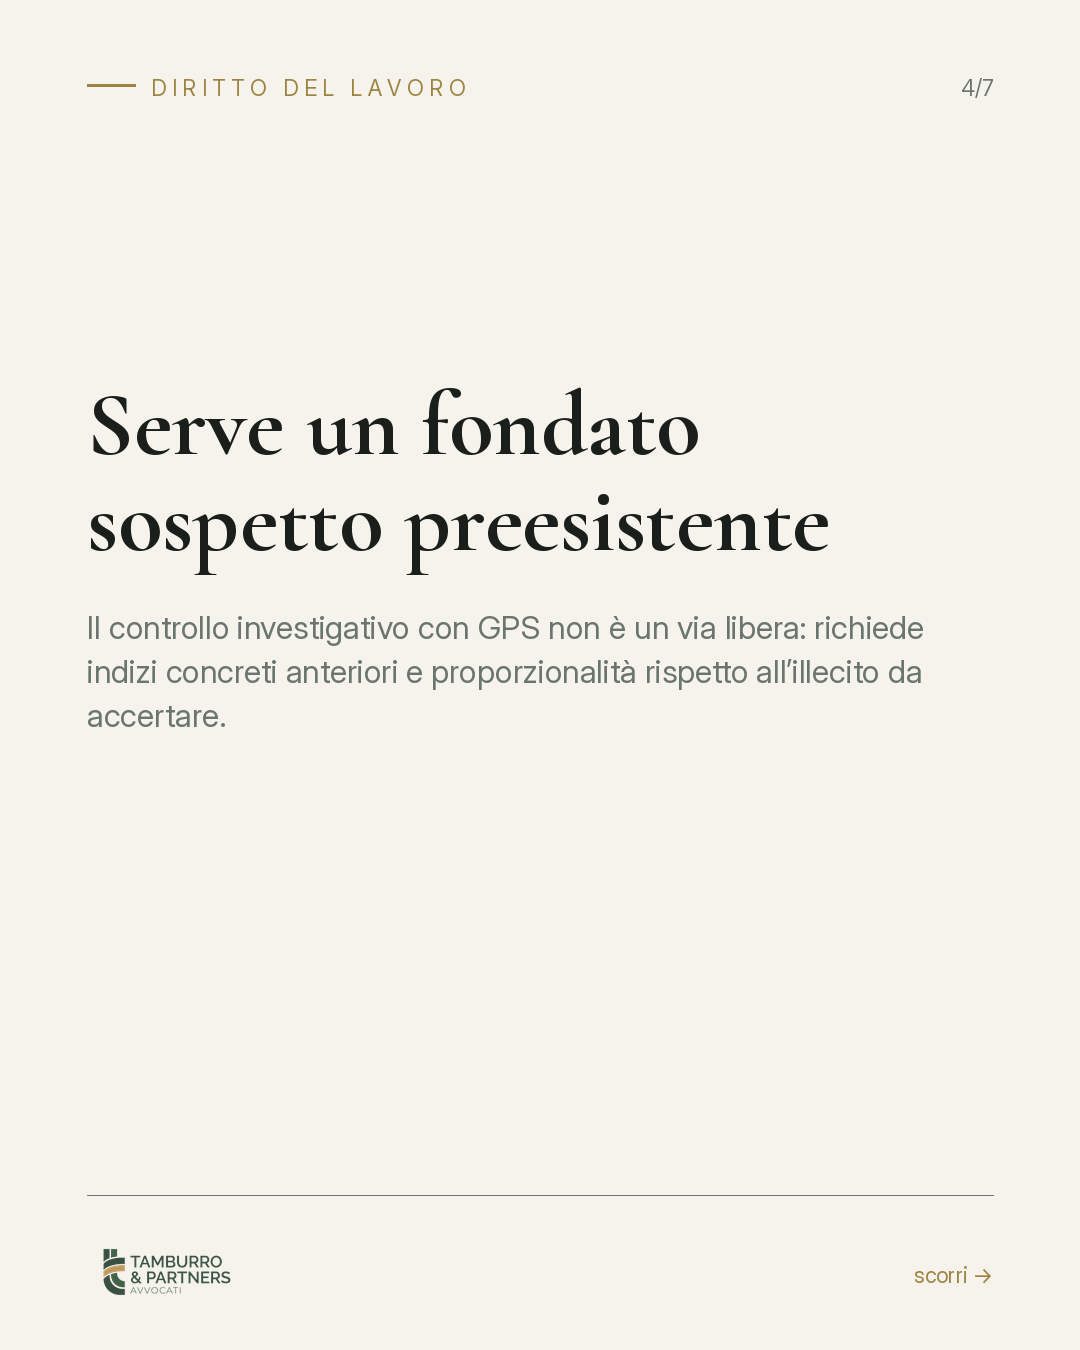 DIRITTO DEL LAVORO
4/7
Serve un fondato
sospetto preesistente
Il controllo investigativo con GPS non è un via libera: richiede
indizi concreti anteriori e proporzionalità rispetto all’illecito da
accertare.
TAMBURRO
& PARTNERS
AVVOCATI
scorri →